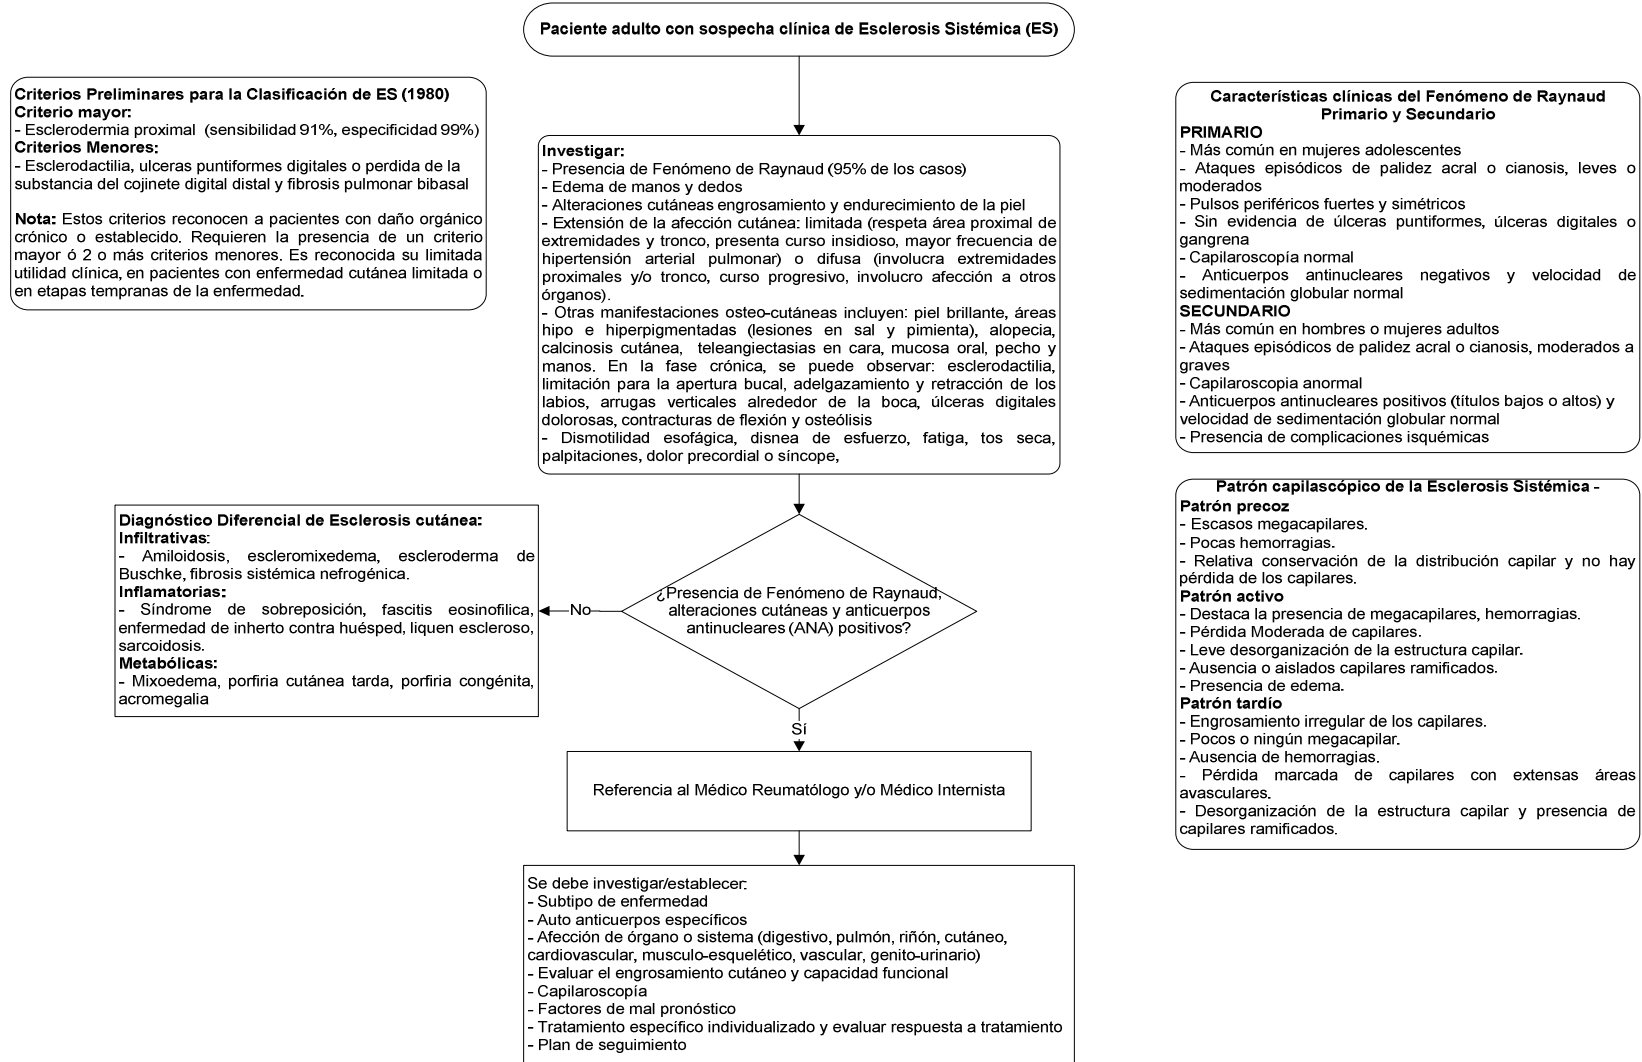 Paciente adulto con sospecha clínica de Esclerosis Sistémica (ES)
Criterios Preliminares para la Clasificación de ES (1980)
Criterio mayor:
- Esclerodermia proximal (sensibilidad 91%, especificidad 99%)
Criterios Menores:
- Esclerodactilia, ulceras puntiformes digitales o perdida de la
substancia del cojinete digital distal y fibrosis pulmonar bibasal
Nota: Estos criterios reconocen a pacientes con daño orgánico
crónico o establecido. Requieren la presencia de un criterio
mayor ó 2 o más criterios menores. Es reconocida su limitada
utilidad clínica, en pacientes con enfermedad cutánea limitada o
en etapas tempranas de la enfermedad.
Investigar:
- Presencia de Fenómeno de Raynaud (95% de los casos)
- Edema de manos y dedos
- Alteraciones cutáneas engrosamiento y endurecimiento de la piel
- Extensión de la afección cutánea: limitada (respeta área proximal de
extremidades y tronco, presenta curso insidioso, mayor frecuencia de
hipertensión arterial pulmonar) o difusa (involucra extremidades
proximales y/o tronco, curso progresivo, involucro afección a otros
órganos).
- Otras manifestaciones osteo-cutáneas incluyen: piel brillante, áreas
hipo e hiperpigmentadas (lesiones en sal y pimienta), alopecia,
calcinosis cutánea, teleangiectasias en cara, mucosa oral, pecho y
manos. En la fase crónica, se puede observar: esclerodactilia,
limitación para la apertura bucal, adelgazamiento y retracción de los
labios, arrugas verticales alrededor de la boca, úlceras digitales
dolorosas, contracturas de flexión y osteólisis
- Dismotilidad esofágica, disnea de esfuerzo, fatiga, tos seca,
palpitaciones, dolor precordial o síncope,
Características clínicas del Fenómeno de Raynaud
Primario y Secundario
PRIMARIO
- Más común en mujeres adolescentes
- Ataques episódicos de palidez acral o cianosis, leves o
moderados
- Pulsos periféricos fuertes y simétricos
- Sin evidencia de úlceras puntiformes, úlceras digitales o
gangrena
- Capilaroscopía normal
- Anticuerpos antinucleares negativos y velocidad de
sedimentación globular normal
SECUNDARIO
- Más común en hombres o mujeres adultos
- Ataques episódicos de palidez acral o cianosis, moderados a
graves
- Capilaroscopia anormal
- Anticuerpos antinucleares positivos (títulos bajos o altos) y
velocidad de sedimentación globular normal
- Presencia de complicaciones isquémicas
Patrón capilascópico de la Esclerosis Sistémica -
Patrón precoz
- Escasos megacapilares.
- Pocas hemorragias.
- Relativa conservación de la distribución capilar y no hay
pérdida de los capilares.
Patrón activo
- Destaca la presencia de megacapilares, hemorragias.
- Pérdida Moderada de capilares.
- Leve desorganización de la estructura capilar.
- Ausencia o aislados capilares ramificados.
- Presencia de edema.
Patrón tardío
- Engrosamiento irregular de los capilares.
- Pocos o ningún megacapilar.
- Ausencia de hemorragias.
- Pérdida marcada de capilares con extensas áreas
avasculares.
- Desorganización de la estructura capilar y presencia de
capilares ramificados.
Diagnóstico Diferencial de Esclerosis cutánea:
Infiltrativas:
- Amiloidosis, escleromixedema, escleroderma de
Buschke, fibrosis sistémica nefrogénica.
Inflamatorias:
- Síndrome de sobreposición, fascitis eosinofilica,
enfermedad de inherto contra huésped, liquen escleroso,
sarcoidosis.
Metabólicas:
- Mixoedema, porfiria cutánea tarda, porfiria congénita,
acromegalia
No
¿Presencia de Fenómeno de Raynaud,
alteraciones cutáneas y anticuerpos
antinucleares (ANA) positivos?
Sí
Referencia al Médico Reumatólogo y/o Médico Internista
Se debe investigar/establecer:
- Subtipo de enfermedad
- Auto anticuerpos específicos
- Afección de órgano o sistema (digestivo, pulmón, riñón, cutáneo,
cardiovascular, musculo-esquelético, vascular, genito-urinario)
- Evaluar el engrosamiento cutáneo y capacidad funcional
- Capilaroscopía
- Factores de mal pronóstico
- Tratamiento específico individualizado y evaluar respuesta a tratamiento
- Plan de seguimiento